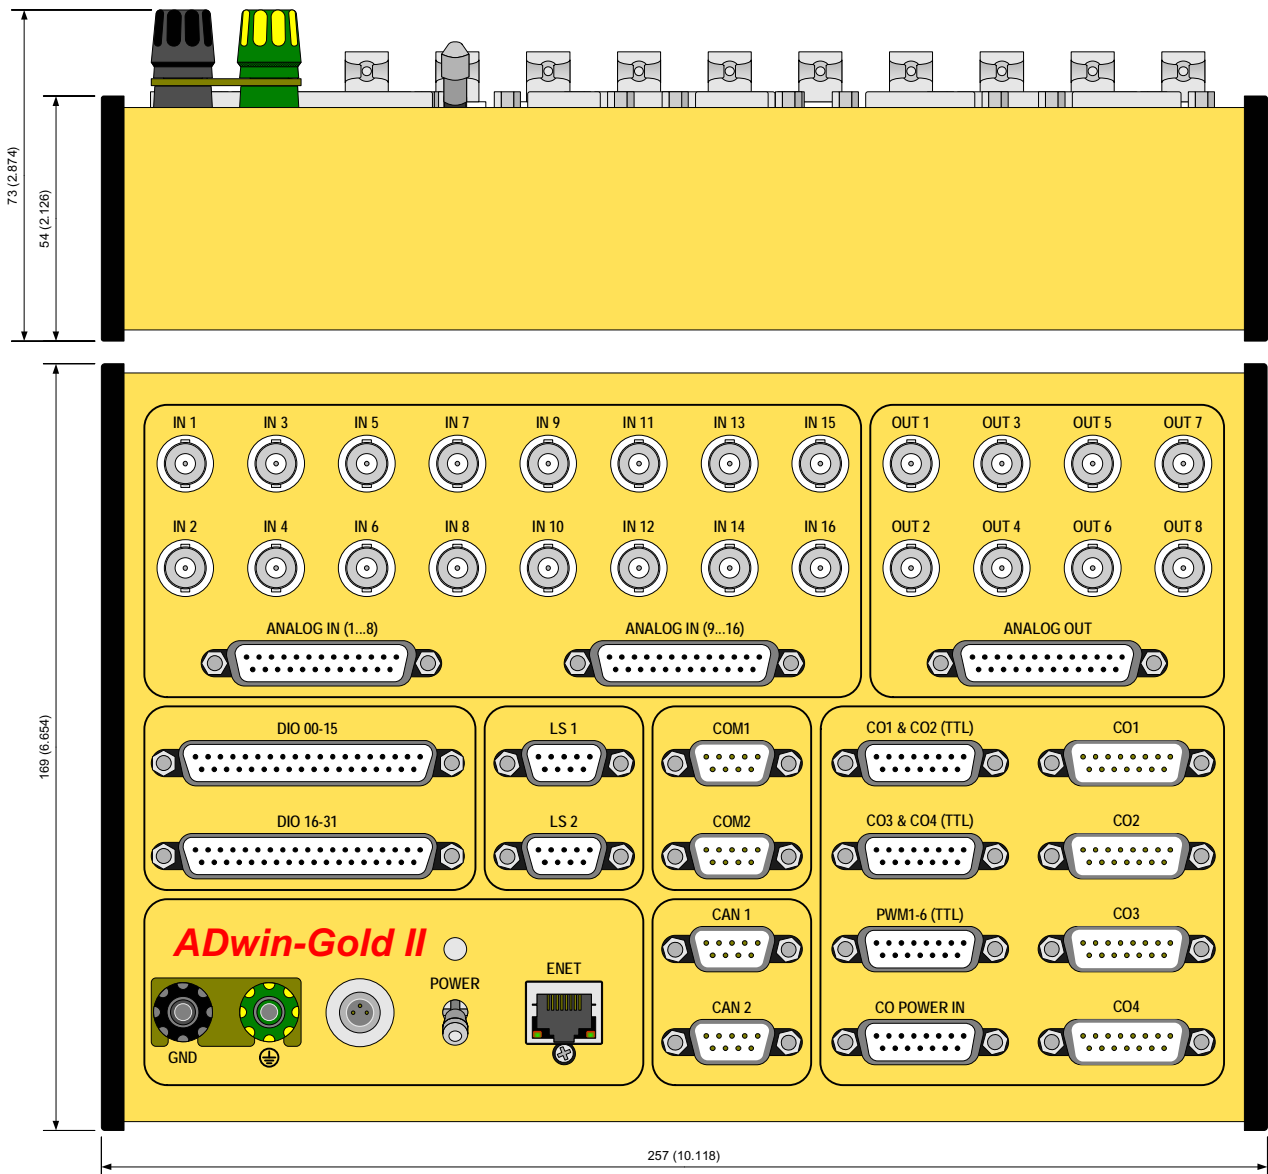 73 (2.874)
54 (2.126)
169 (6.654)
IN 1 IN 3 IN 5 IN 7 IN 9 IN 11 IN 13 IN 15
OUT 1 OUT 3 OUT 5 OUT 7
IN 2 IN 4 IN 6 IN 8 IN 10 IN 12 IN 14 IN 16
OUT 2 OUT 4 OUT 6 OUT 8
ANALOG IN (1...8) ANALOG IN (9...16) ANALOG OUT
DIO 00-15 LS 1 COM1 CO1 & CO2 (TTL) CO1
DIO 16-31 LS 2 COM2 CO3 & CO4 (TTL) CO2
CAN 1 PWM1-6 (TTL) CO3
ADwin-Gold II
POWER
ENET
CAN 2 CO POWER IN CO4
GND
257 (10.118)